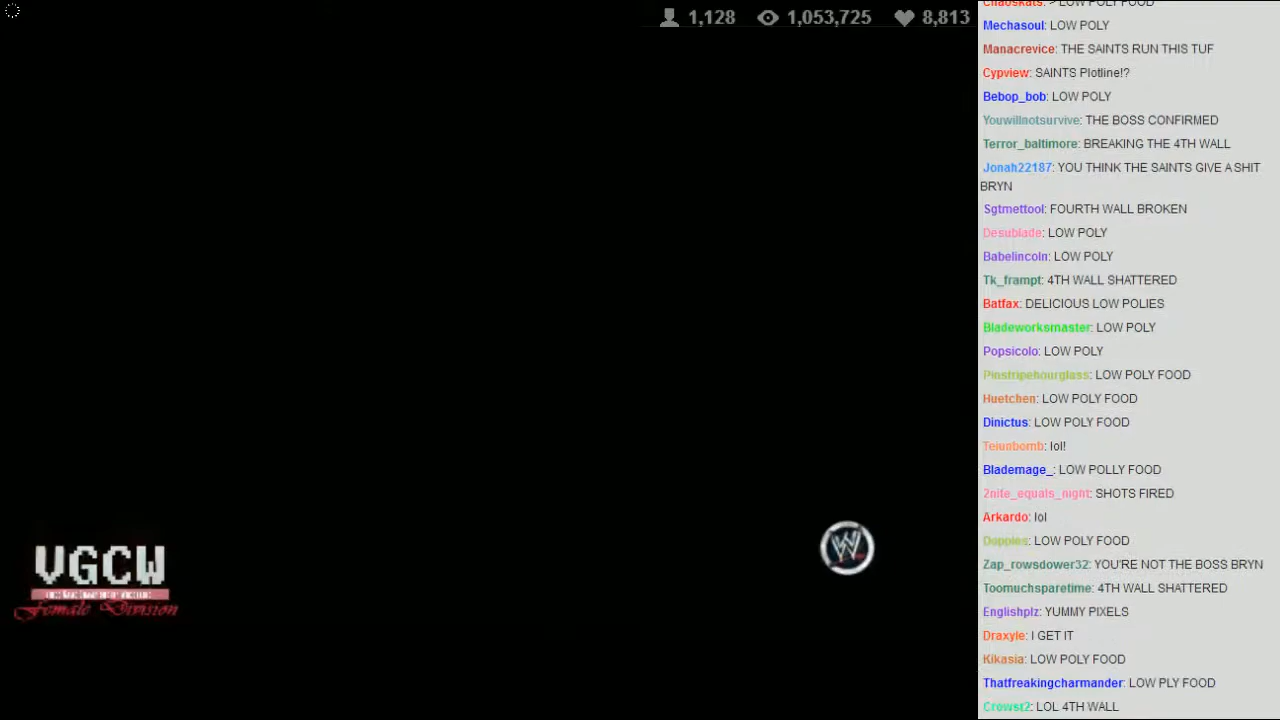 1,128 1,053,725 8,813
Chaoskats: > LOW POLY FOOD
Mechasoul: LOW POLY
Manacrevice: THE SAINTS RUN THIS TUF
Cypview: SAINTS Plotline!?
Bebop_bob: LOW POLY
Youwillnotsurvive: THE BOSS CONFIRMED
Terror_baltimore: BREAKING THE 4TH WALL
Jonah22187: YOU THINK THE SAINTS GIVE A SHIT
BRYN
Sgtmettool: FOURTH WALL BROKEN
Desublade: LOW POLY
Babelincoln: LOW POLY
Tk_frampt: 4TH WALL SHATTERED
Batfax: DELICIOUS LOW POLIES
Bladeworksmaster: LOW POLY
Popsicolo: LOW POLY
Pinstripehourglass: LOW POLY FOOD
Huetchen: LOW POLY FOOD
Dinictus: LOW POLY FOOD
Teiunbomb: lol!
Blademage_: LOW POLLY FOOD
2nite_equals_night: SHOTS FIRED
Arkardo: lol
Doppies: LOW POLY FOOD
Zap_rowsdower32: YOU'RE NOT THE BOSS BRYN
Toomuchsparetime: 4TH WALL SHATTERED
Englishplz: YUMMY PIXELS
Draxyle: I GET IT
Kikasia: LOW POLY FOOD
Thatfreakingcharmander: LOW PLY FOOD
Crowst2: LOL 4TH WALL
VGCW
Female Division
W